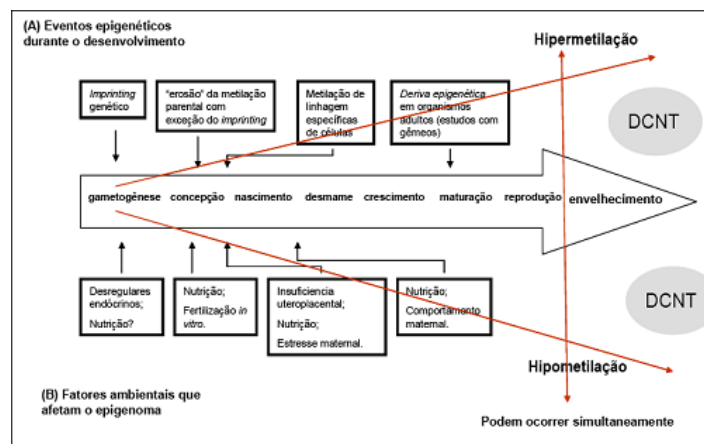 (A) Eventos epigenéticos
durante o desenvolvimento
Hipermetilação
Imprinting
genético
"erosão" da metilação
parental com
exceção do imprinting
Metilação de
linhagem
específicas de
células
Deriva epigenética
em organismos
adultos (estudos com
gêmeos)
DCNT
gametogênese concepção nascimento desmame crescimento maturação reprodução envelhecimento
Desregulares
endócrinos;
Nutrição?
Nutrição;
Fertilização in
vitro.
Insuficiencia
uteroplacental;
Nutrição;
Estresse maternal.
Nutrição;
Comportamento
maternal.
DCNT
Hipometilação
(B) Fatores ambientais que
afetam o epigenoma
Podem ocorrer simultaneamente